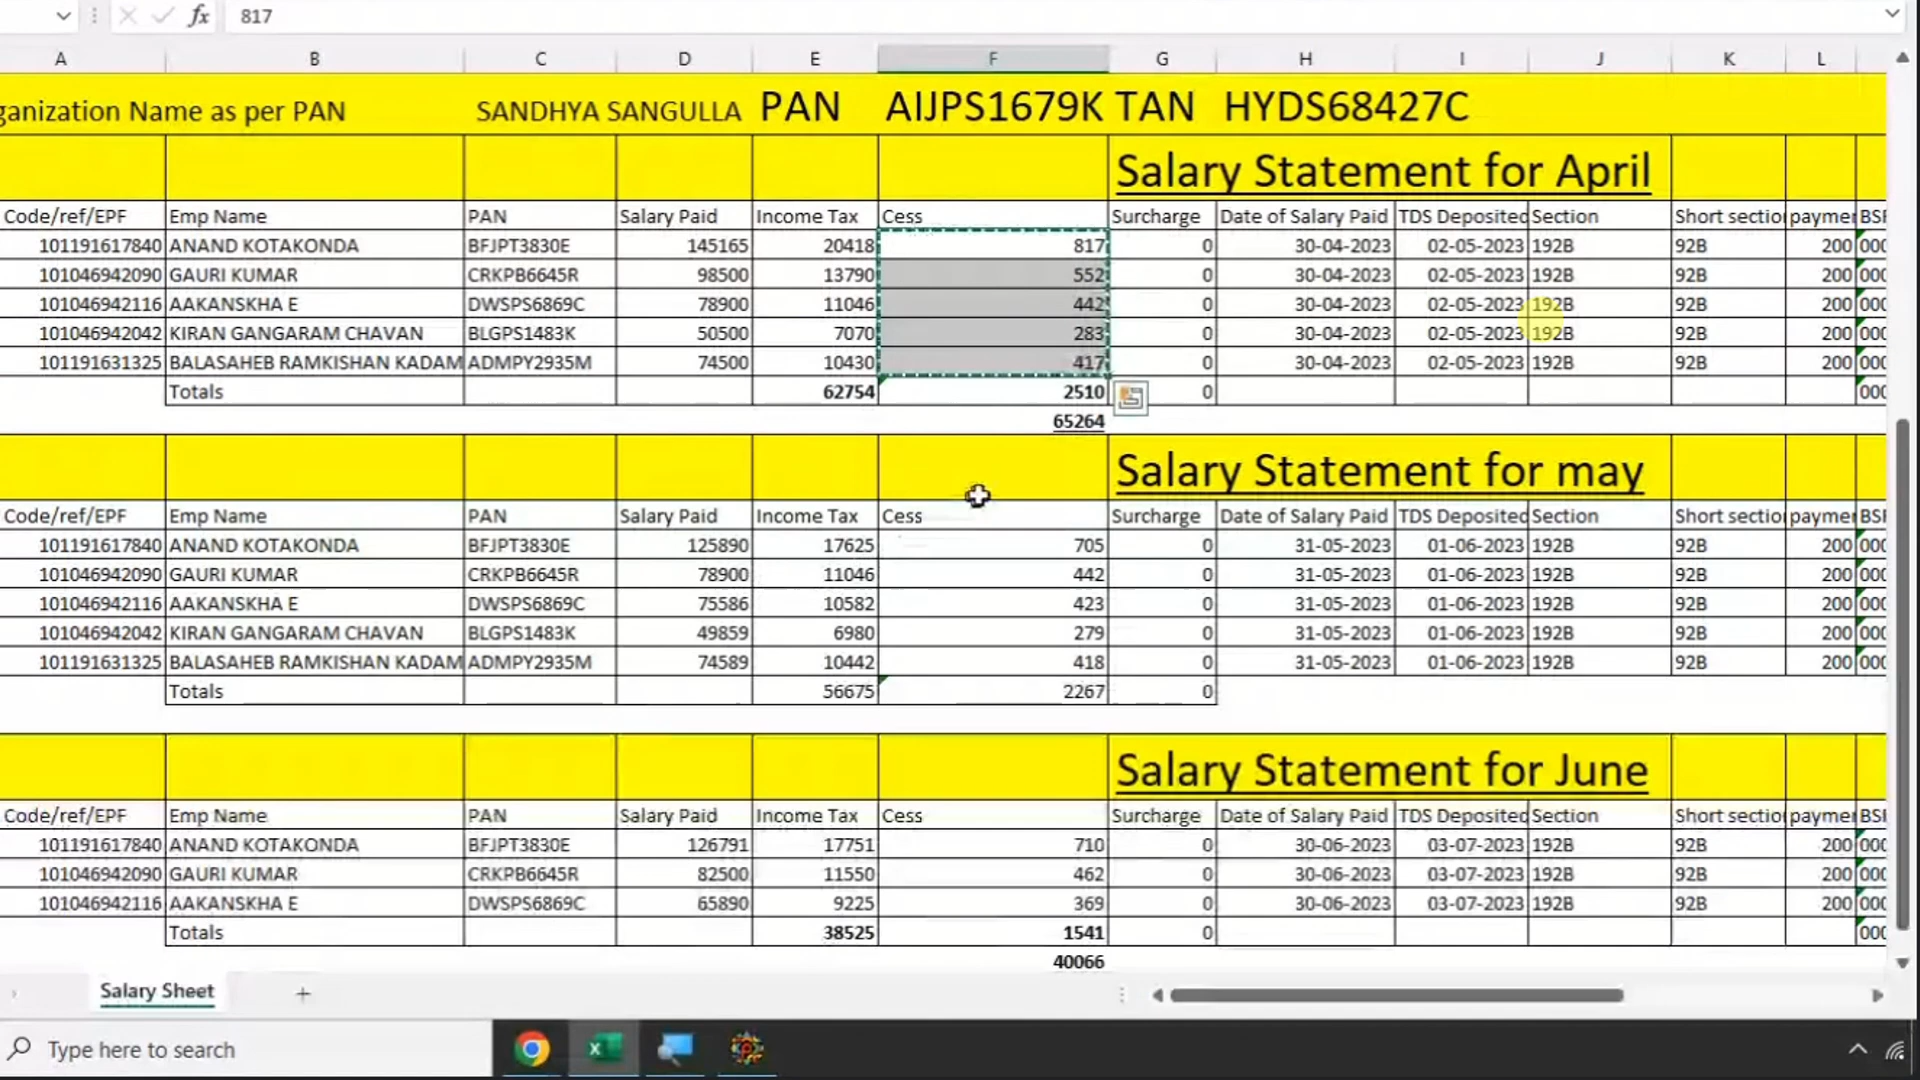 fx 817
A B C D E F G H I J K L
ganization Name as per PAN SANDHYA SANGULLA PAN AIJPS1679K TAN HYDS68427C
Salary Statement for April
Code/ref/EPF Emp Name PAN Salary Paid Income Tax Cess Surcharge Date of Salary Paid TDS Deposited Section Short sectio paymer BSF
101191617840 ANAND KOTAKONDA BFJPT3830E 145165 20418 817 0 30-04-2023 02-05-2023 192B 92B 200 000
101046942090 GAURI KUMAR CRKPB6645R 98500 13790 552 0 30-04-2023 02-05-2023 192B 92B 200 000
101046942116 AAKANSKHA E DWSPS6869C 78900 11046 442 0 30-04-2023 02-05-2023 192B 92B 200 000
101046942042 KIRAN GANGARAM CHAVAN BLGPS1483K 50500 7070 283 0 30-04-2023 02-05-2023 192B 92B 200 000
101191631325 BALASAHEB RAMKISHAN KADAM ADMPY2935M 74500 10430 417 0 30-04-2023 02-05-2023 192B 92B 200 000
Totals 62754 2510 0 000
65264
Salary Statement for may
Code/ref/EPF Emp Name PAN Salary Paid Income Tax Cess Surcharge Date of Salary Paid TDS Deposited Section Short sectio paymer BSF
101191617840 ANAND KOTAKONDA BFJPT3830E 125890 17625 705 0 31-05-2023 01-06-2023 192B 92B 200 000
101046942090 GAURI KUMAR CRKPB6645R 78900 11046 442 0 31-05-2023 01-06-2023 192B 92B 200 000
101046942116 AAKANSKHA E DWSPS6869C 75586 10582 423 0 31-05-2023 01-06-2023 192B 92B 200 000
101046942042 KIRAN GANGARAM CHAVAN BLGPS1483K 49859 6980 279 0 31-05-2023 01-06-2023 192B 92B 200 000
101191631325 BALASAHEB RAMKISHAN KADAM ADMPY2935M 74589 10442 418 0 31-05-2023 01-06-2023 192B 92B 200 000
Totals 56675 2267 0
Salary Statement for June
Code/ref/EPF Emp Name PAN Salary Paid Income Tax Cess Surcharge Date of Salary Paid TDS Deposited Section Short sectio paymer BSF
101191617840 ANAND KOTAKONDA BFJPT3830E 126791 17751 710 0 30-06-2023 03-07-2023 192B 92B 200 000
101046942090 GAURI KUMAR CRKPB6645R 82500 11550 462 0 30-06-2023 03-07-2023 192B 92B 200 000
101046942116 AAKANSKHA E DWSPS6869C 65890 9225 369 0 30-06-2023 03-07-2023 192B 92B 200 000
Totals 38525 1541 0 000
40066
Salary Sheet
Type here to search